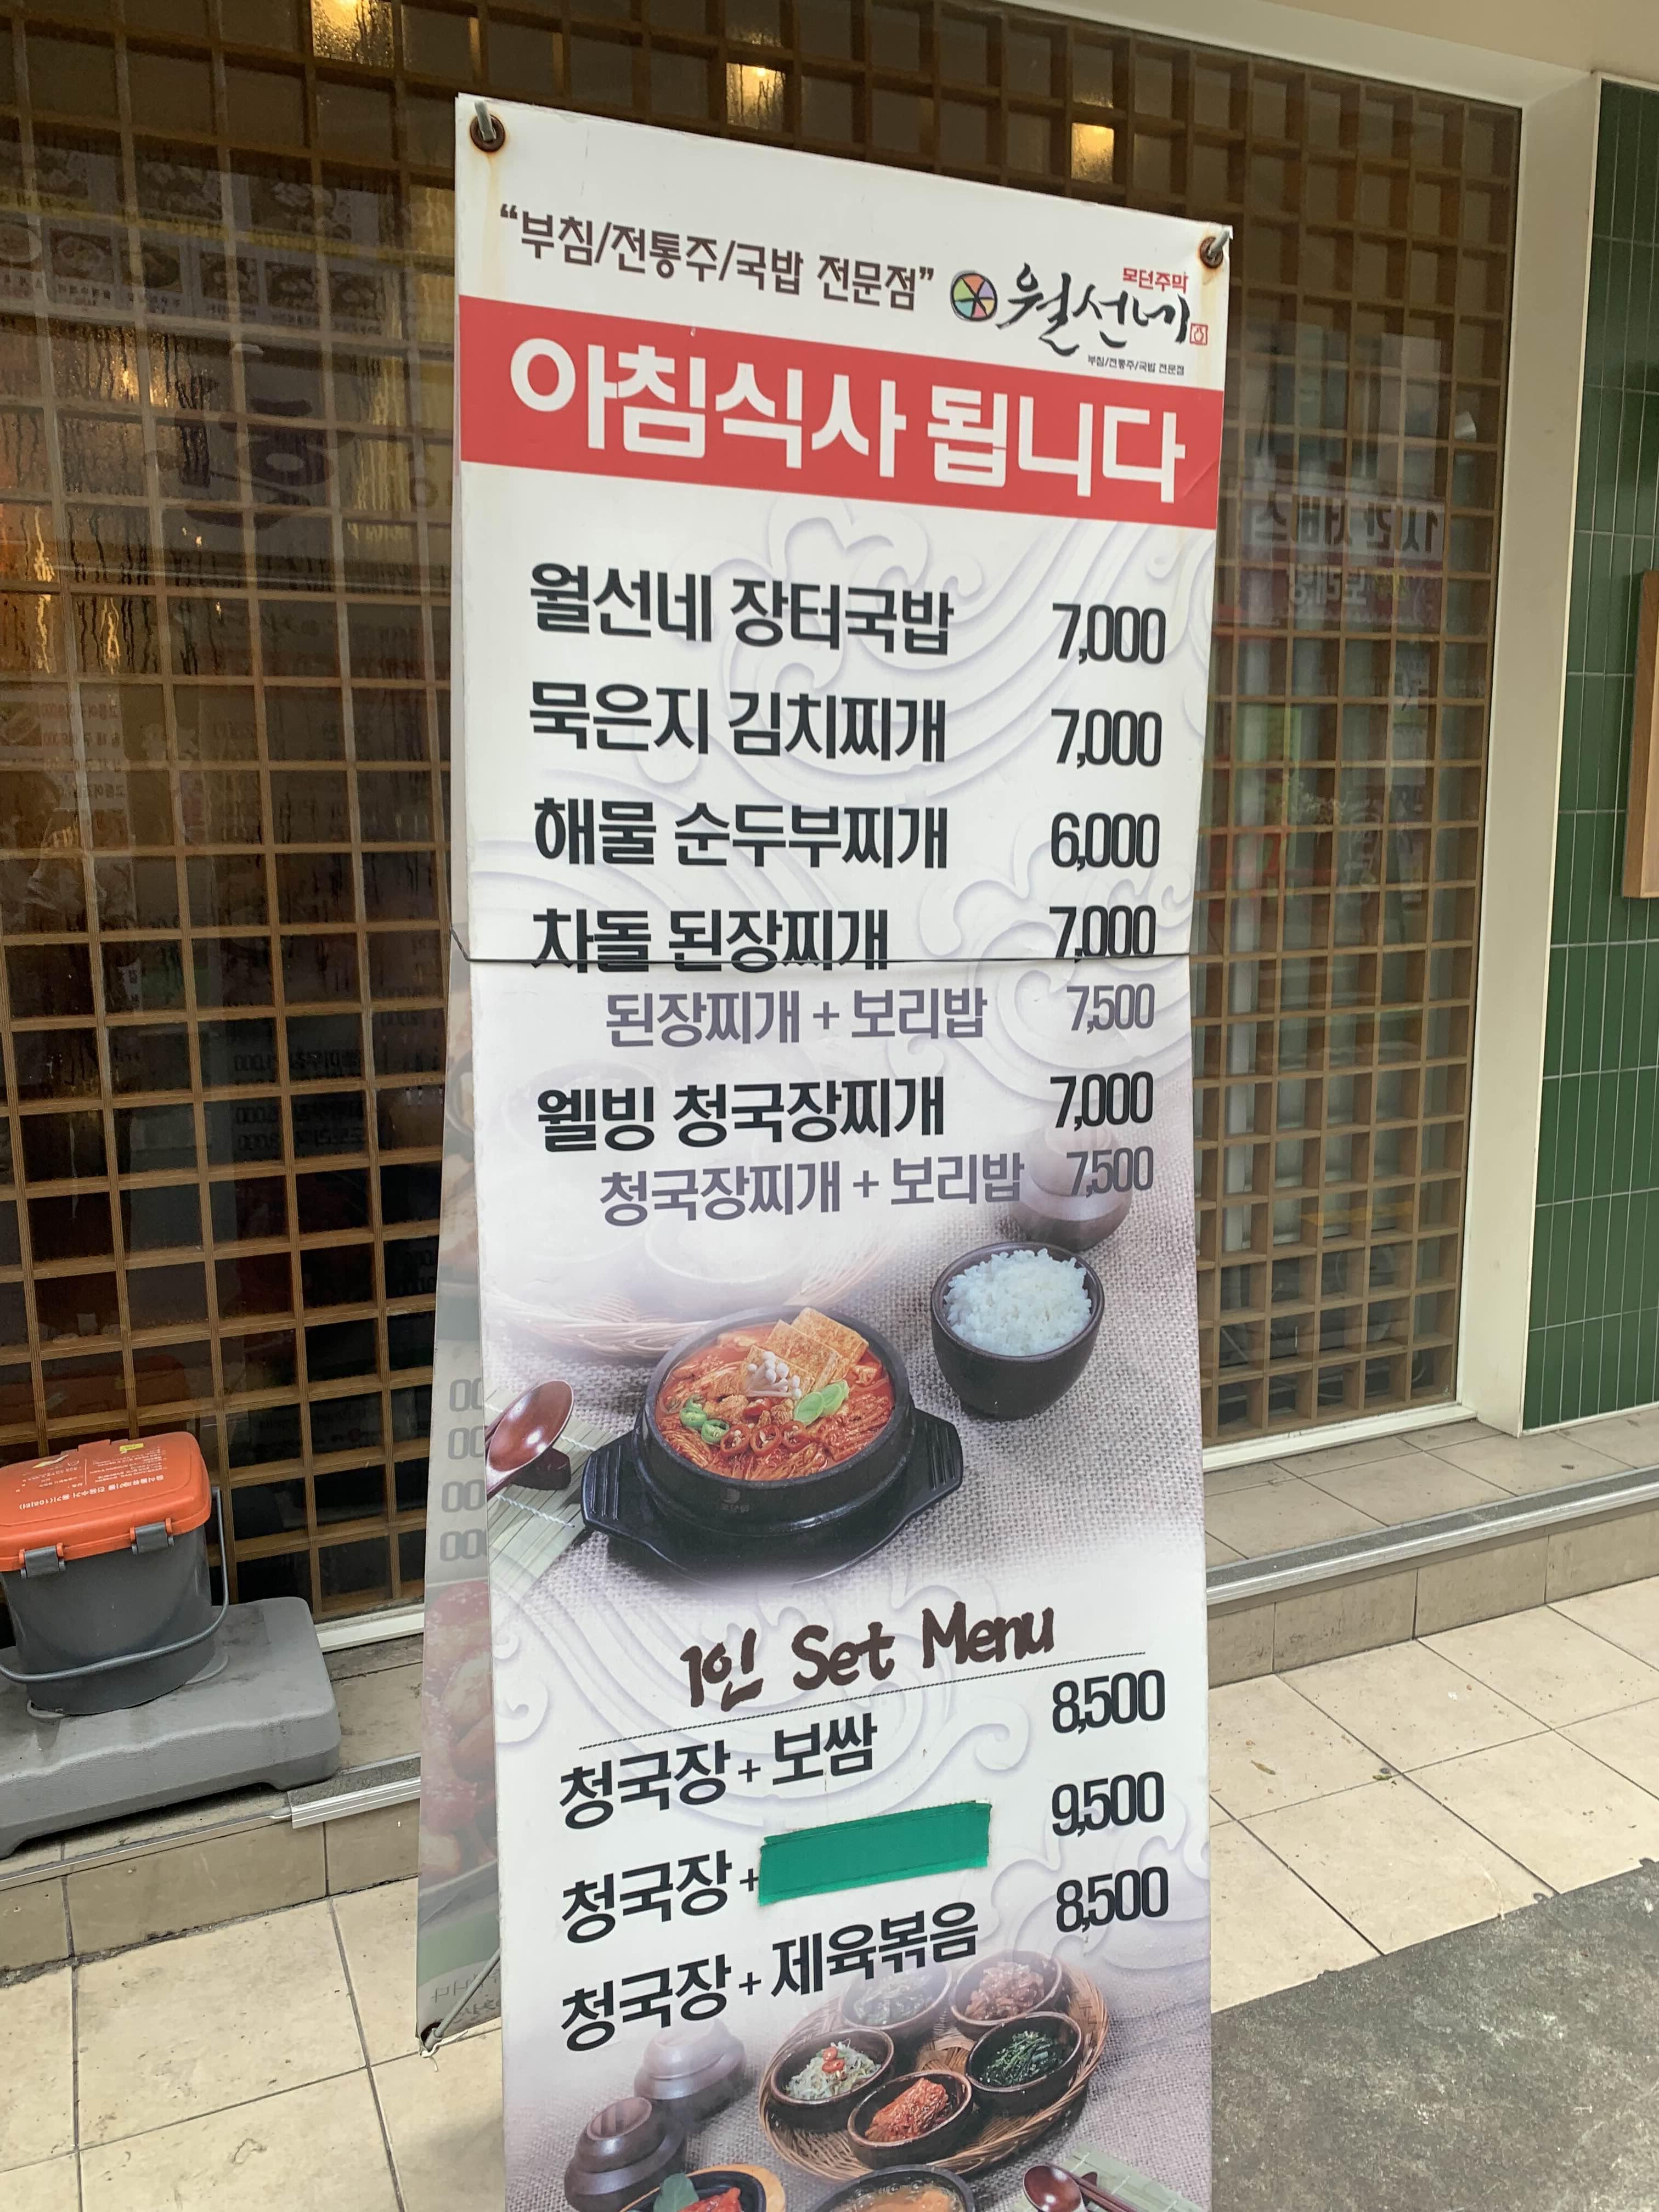 “부침/전통주/국밥 전문점”
모던주막
월선네
부침/전통주/국밥 전문점
아침식사 됩니다
월선네 장터국밥 7,000
묵은지 김치찌개 7,000
해물 순두부찌개 6,000
차돌 된장찌개 7,000
된장찌개 + 보리밥 7,500
웰빙 청국장찌개 7,000
청국장찌개 + 보리밥 7,500
1인 Set Menu
청국장 + 보쌈 8,500
청국장 + 9,500
청국장 + 제육볶음 8,500
1시간 서비스